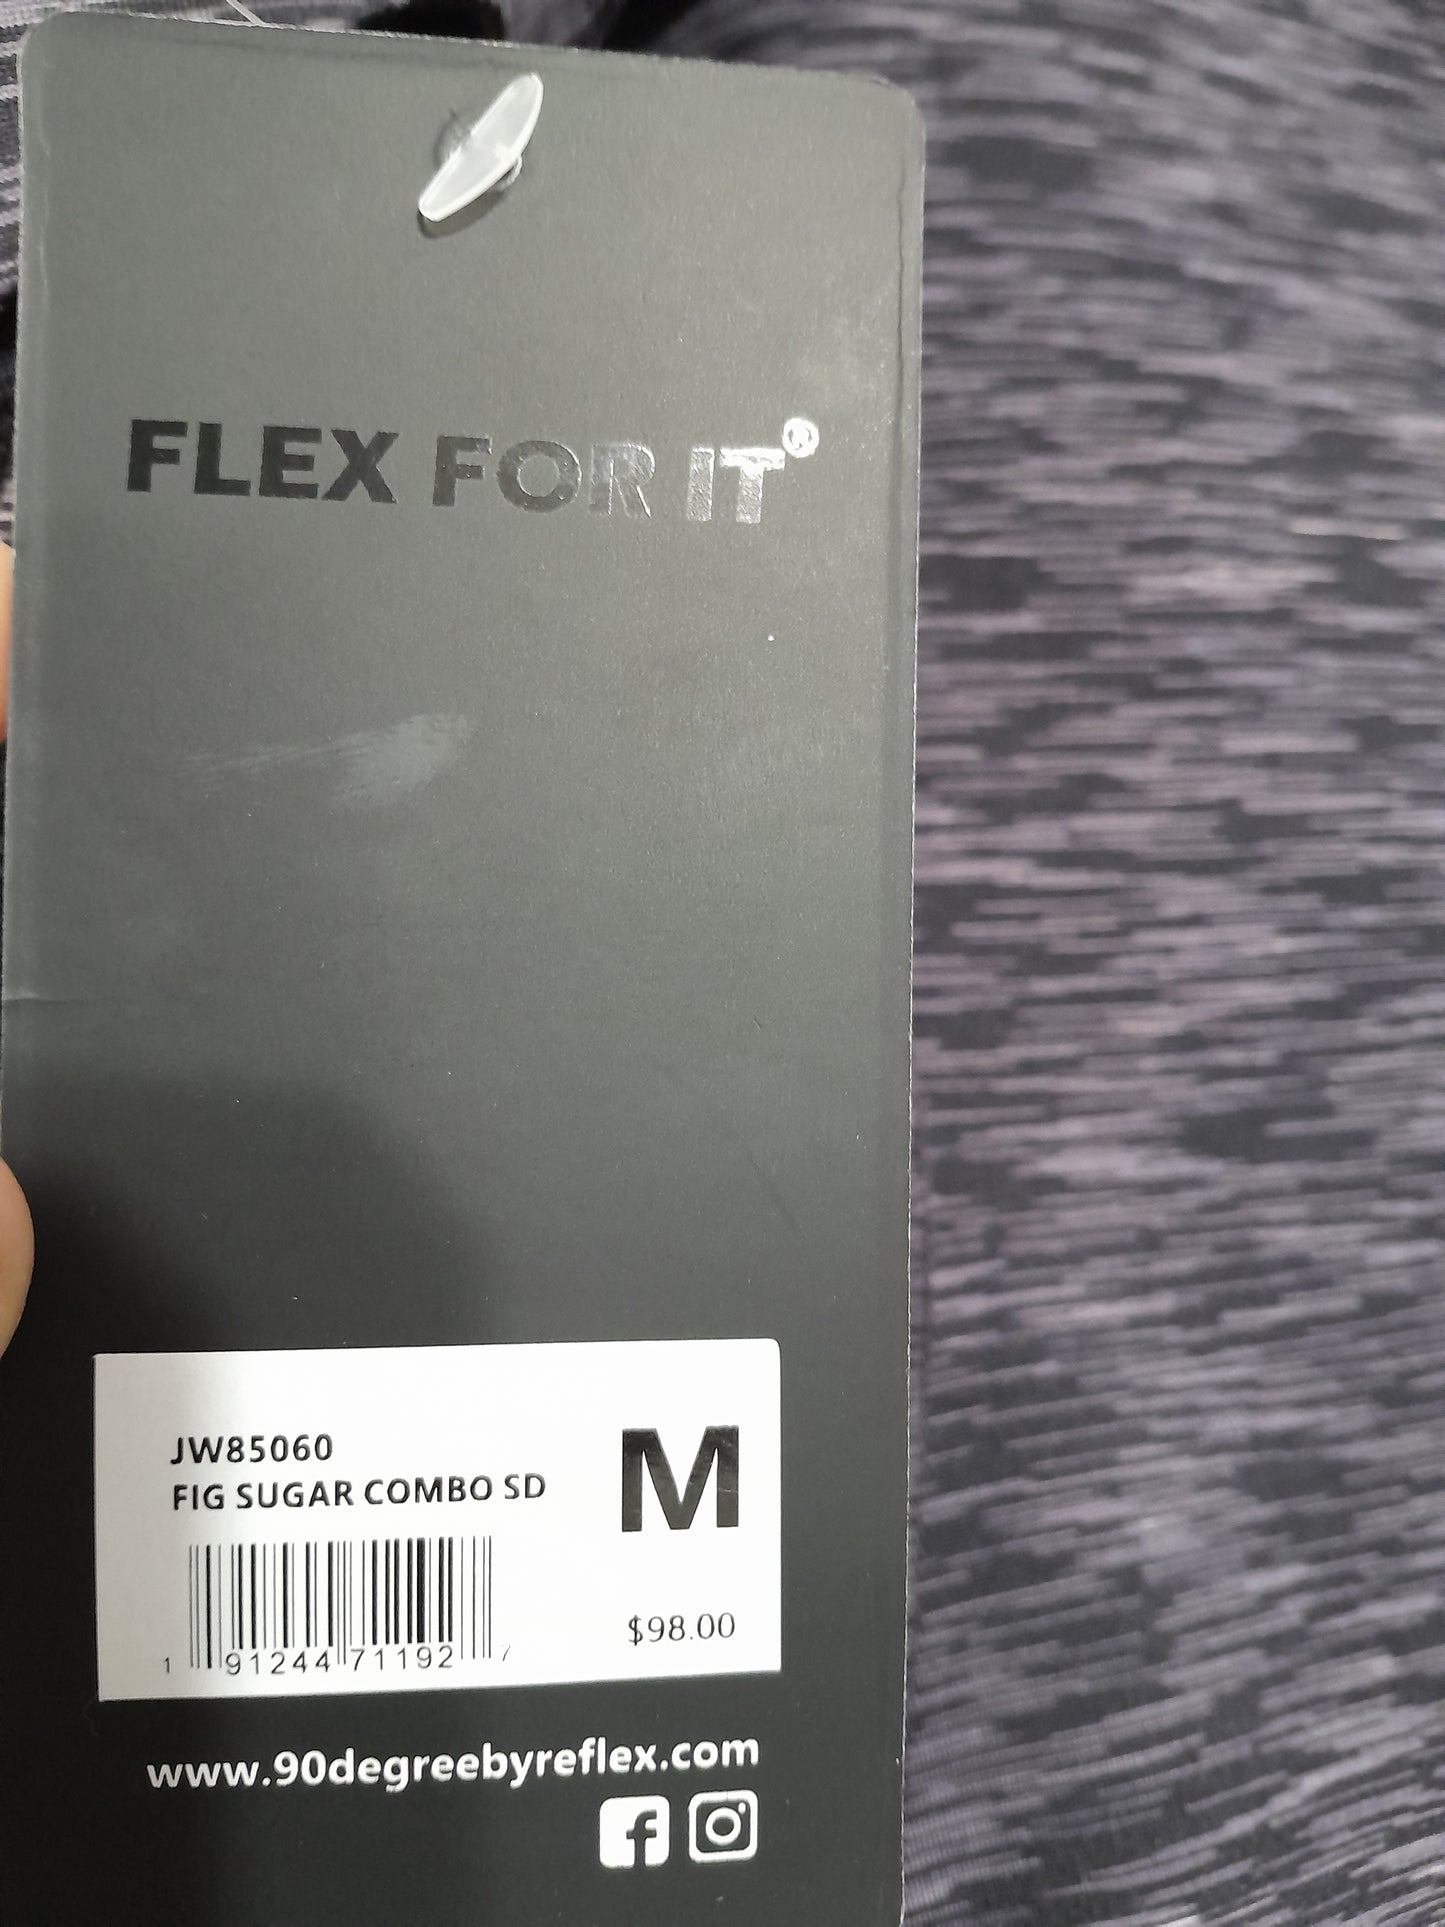 FLEX FOR IT®
JW85060
FIG SUGAR COMBO SD
M
$98.00
1 91244 71192 7
www.90degreebyreflex.com